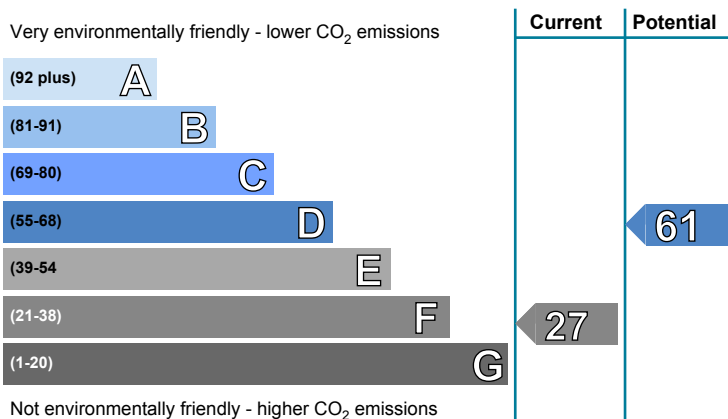 Current Potential
Very environmentally friendly - lower CO2 emissions
(92 plus) A
(81-91) B
(69-80) C
(55-68) D
61
(39-54 E
(21-38) F
27
(1-20) G
Not environmentally friendly - higher CO2 emissions